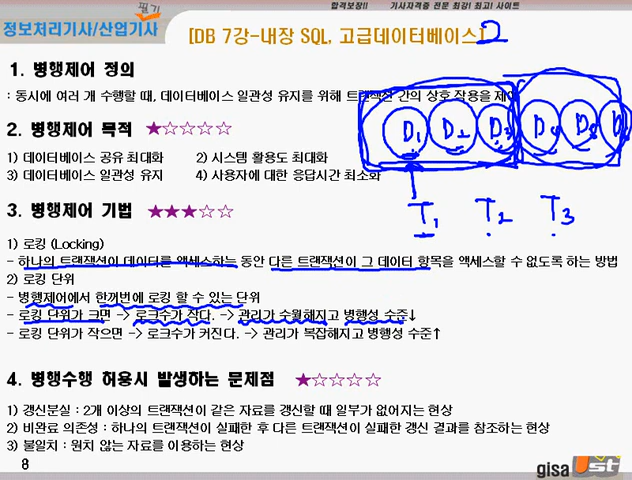 합격보장!! 기사자격증 전문 최강! 최고! 사이트
필기
정보처리기사/산업기사
[DB 7강-내장 SQL, 고급데이터베이스]
1. 병행제어 정의
: 동시에 여러 개 수행할 때, 데이터베이스 일관성 유지를 위해 트랜잭션 간의 상호 작용을 제어
2. 병행제어 목적 ★☆☆☆☆
1) 데이터베이스 공유 최대화 2) 시스템 활용도 최대화
3) 데이터베이스 일관성 유지 4) 사용자에 대한 응답시간 최소화
D1 D2 D3 D4 D5
T1 T2 T3
3. 병행제어 기법 ★★★☆☆
1) 로킹 (Locking)
- 하나의 트랜잭션이 데이터를 액세스하는 동안 다른 트랜잭션이 그 데이터 항목을 액세스할 수 없도록 하는 방법
2) 로킹 단위
- 병행제어에서 한꺼번에 로킹 할 수 있는 단위
- 로킹 단위가 크면 -> 로크수가 작다. -> 관리가 수월해지고 병행성 수준↓
- 로킹 단위가 작으면 -> 로크수가 커진다. -> 관리가 복잡해지고 병행성 수준↑
4. 병행수행 허용시 발생하는 문제점 ★☆☆☆☆
1) 갱신분실 : 2개 이상의 트랜잭션이 같은 자료를 갱신할 때 일부가 없어지는 현상
2) 비완료 의존성 : 하나의 트랜잭션이 실패한 후 다른 트랜잭션이 실패한 갱신 결과를 참조하는 현상
3) 불일치 : 원치 않는 자료를 이용하는 현상
8
gisa Ust